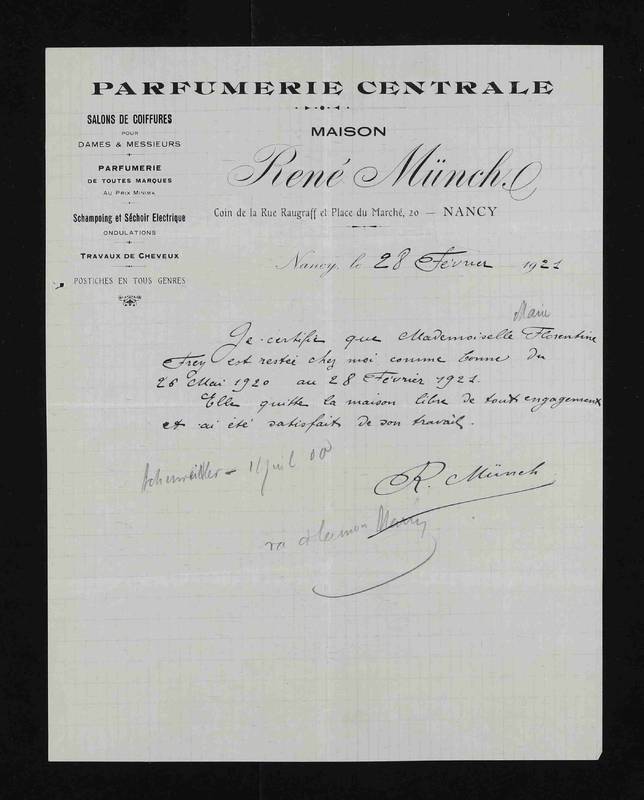 PARFUMERIE CENTRALE
SALONS DE COIFFURES
POUR
DAMES & MESSIEURS
PARFUMERIE
DE TOUTES MARQUES
AU PRIX MINIMA
Schampoing et Séchoir Electrique
ONDULATIONS
TRAVAUX DE CHEVEUX
POSTICHES EN TOUS GENRES
MAISON
René Münch
Coin de la Rue Raugraff et Place du Marché, 20 — NANCY
Nancy, le 28 Février 1921
Marie
Je certifie que Mademoiselle Florentine
Frey est restée chez moi comme bonne du
26 Mai 1920 au 28 Février 1921.
Elle quitte la maison libre de tout engagement
et ai été satisfait de son travail.
R. Münch